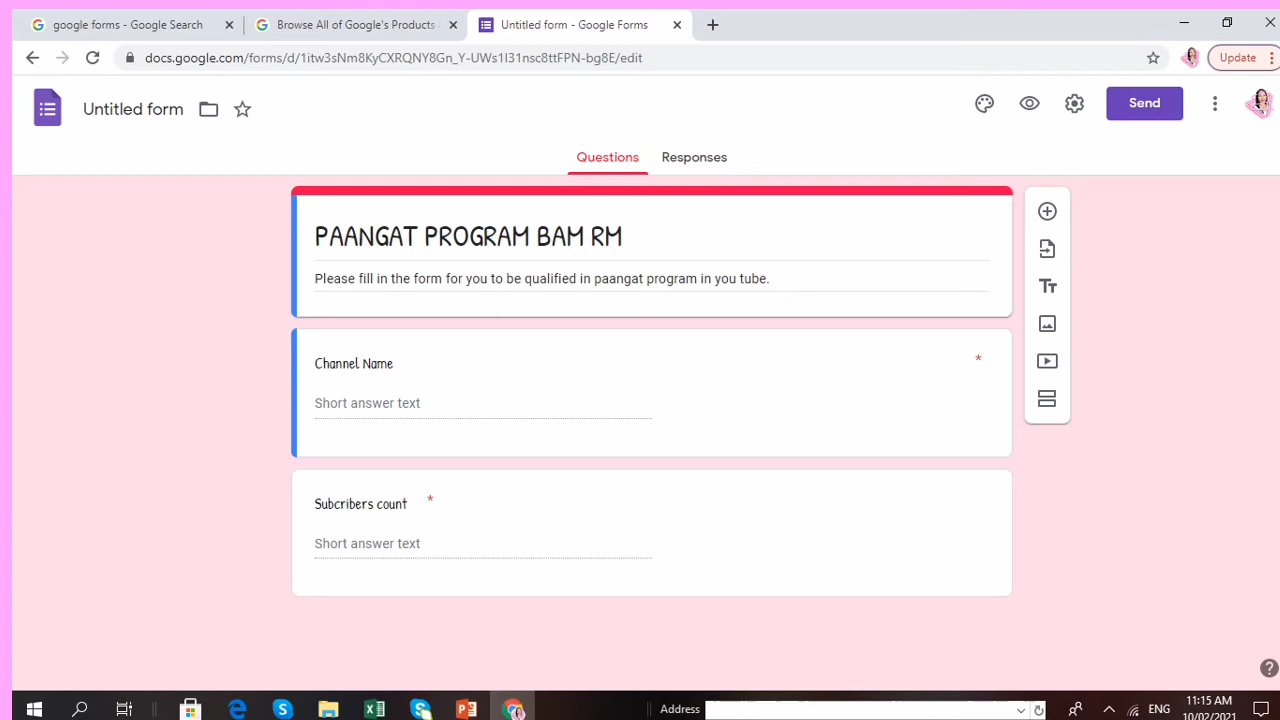 google forms - Google Search
Browse All of Google's Products
Untitled form - Google Forms
docs.google.com/forms/d/1itw3sNm8KyCXRQNY8Gn_Y-UWs1I31nsc8ttFPN-bg8E/edit
Update
Untitled form
Send
Questions
Responses
PAANGAT PROGRAM BAM RM
Please fill in the form for you to be qualified in paangat program in you tube.
Tт
Channel Name *
Short answer text
Subcribers count *
Short answer text
Address
ENG
11:15 AM
10/02/2021